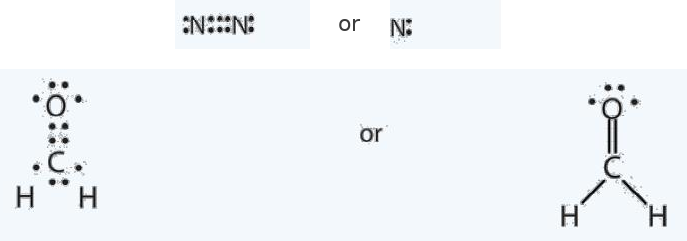 :N:::N: or N:
O or O
C C
H H H H